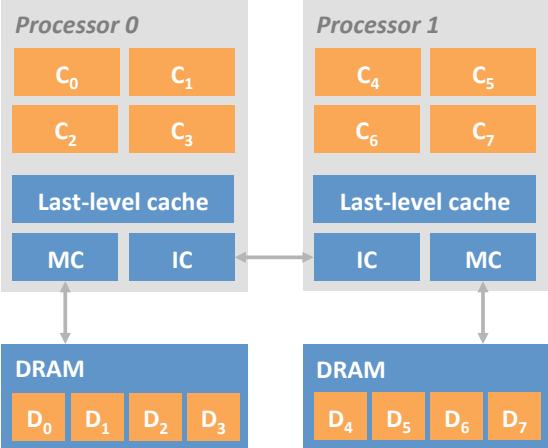 Processor 0
C0 C1
C2 C3
Last-level cache
MC IC
DRAM
D0 D1 D2 D3
Processor 1
C4 C5
C6 C7
Last-level cache
IC MC
DRAM
D4 D5 D6 D7